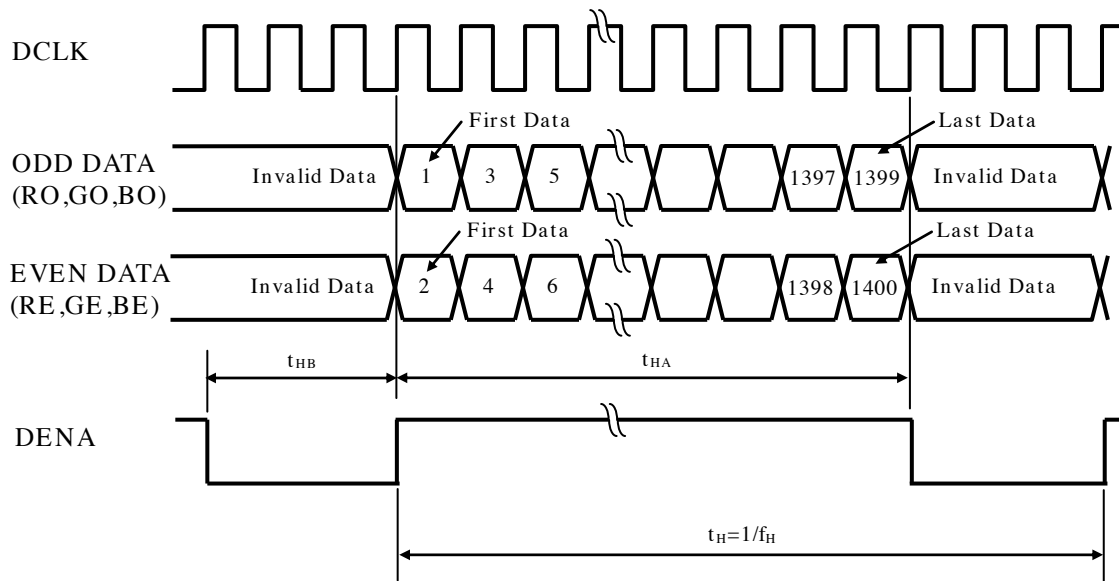 DCLK
First Data
Last Data
ODD DATA
(RO,GO,BO)
Invalid Data 1 3 5 1397 1399 Invalid Data
First Data
Last Data
EVEN DATA
(RE,GE,BE)
Invalid Data 2 4 6 1398 1400 Invalid Data
tHB
tHA
DENA
tH=1/fH